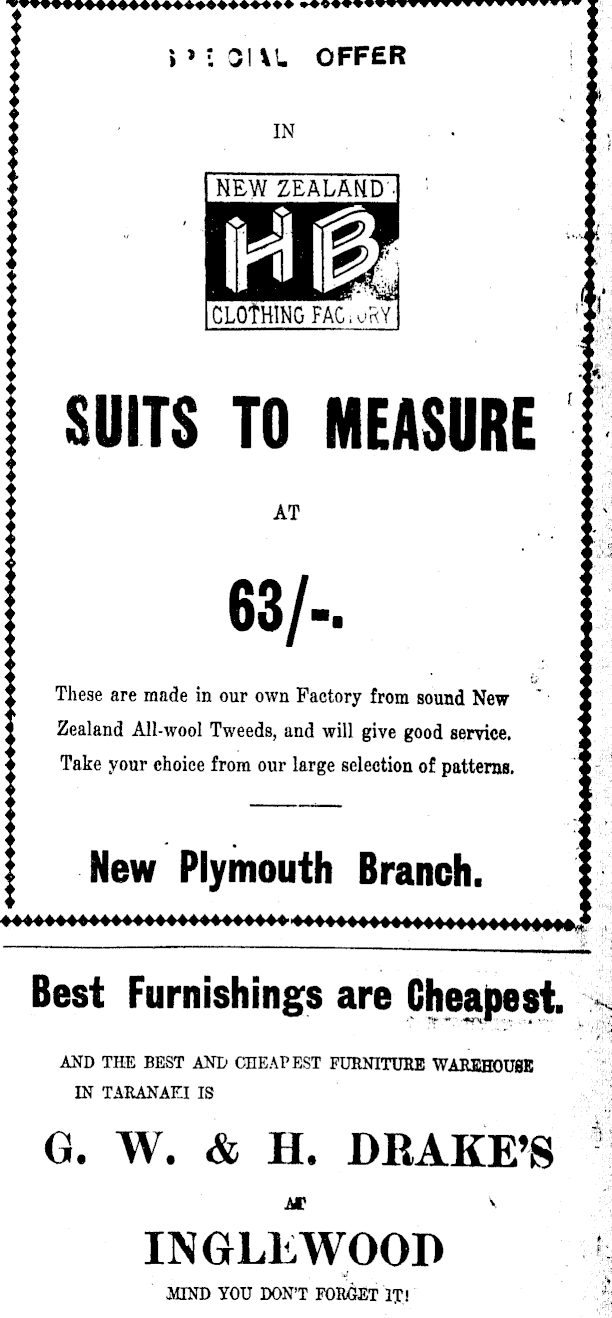 SPECIAL OFFER
IN
NEW ZEALAND
HB
CLOTHING FACTORY
SUITS TO MEASURE
AT
63/-.
These are made in our own Factory from sound New
Zealand All-wool Tweeds, and will give good service.
Take your choice from our large selection of patterns.
New Plymouth Branch.
Best Furnishings are Cheapest.
AND THE BEST AND CHEAPEST FURNITURE WAREHOUSE
IN TARANAKI IS
G. W. & H. DRAKE'S
AT
INGLEWOOD
MIND YOU DON'T FORGET IT!